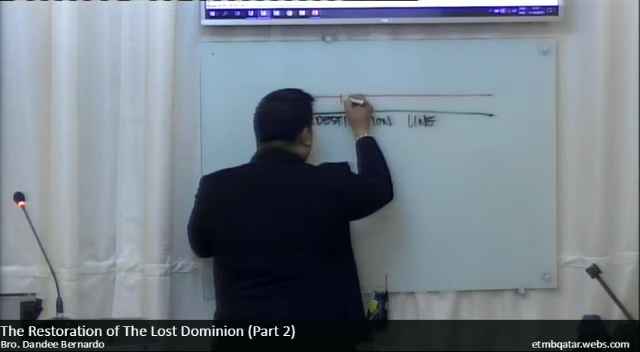 LINE
The Restoration of The Lost Dominion (Part 2)
Bro. Dandee Bernardo
etmbqatar.webs.com